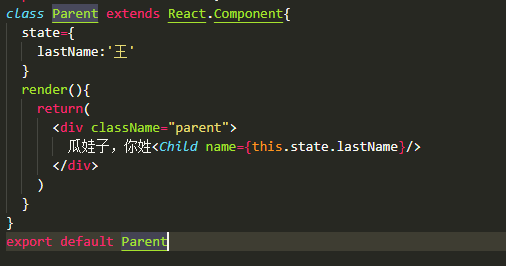 class Parent extends React.Component{
  state={
    lastName:'王'
  }
  render(){
    return(
      <div className="parent">
        瓜娃子，你姓<Child name={this.state.lastName}/>
      </div>
    )
  }
}
export default Parent